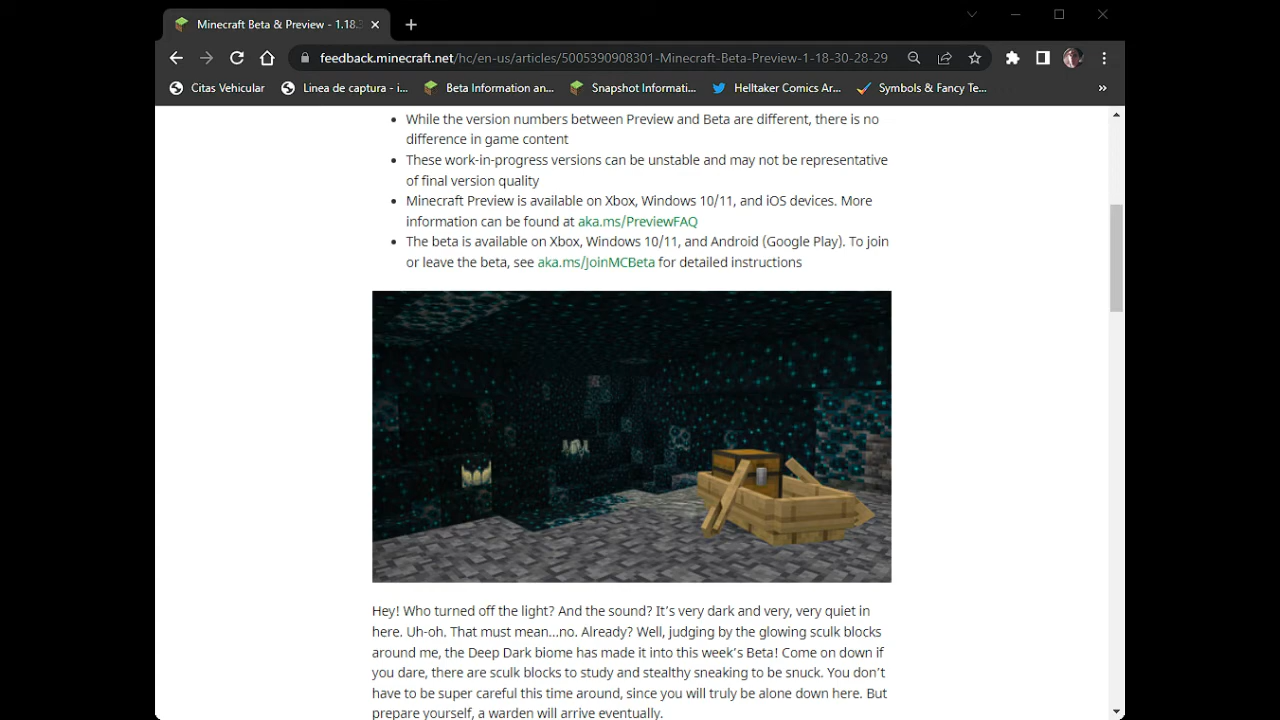 Minecraft Beta & Preview - 1.18.3
feedback.minecraft.net/hc/en-us/articles/5005390908301-Minecraft-Beta-Preview-1-18-30-28-29
Citas Vehicular
Linea de captura - i...
Beta Information an...
Snapshot Informati...
Helltaker Comics Ar...
Symbols & Fancy Te...
While the version numbers between Preview and Beta are different, there is no
difference in game content
These work-in-progress versions can be unstable and may not be representative
of final version quality
Minecraft Preview is available on Xbox, Windows 10/11, and iOS devices. More
information can be found at aka.ms/PreviewFAQ
The beta is available on Xbox, Windows 10/11, and Android (Google Play). To join
or leave the beta, see aka.ms/JoinMCBeta for detailed instructions
Hey! Who turned off the light? And the sound? It's very dark and very, very quiet in
here. Uh-oh. That must mean...no. Already? Well, judging by the glowing sculk blocks
around me, the Deep Dark biome has made it into this week's Beta! Come on down if
you dare, there are sculk blocks to study and stealthy sneaking to be snuck. You don't
have to be super careful this time around, since you will truly be alone down here. But
prepare yourself, a warden will arrive eventually.